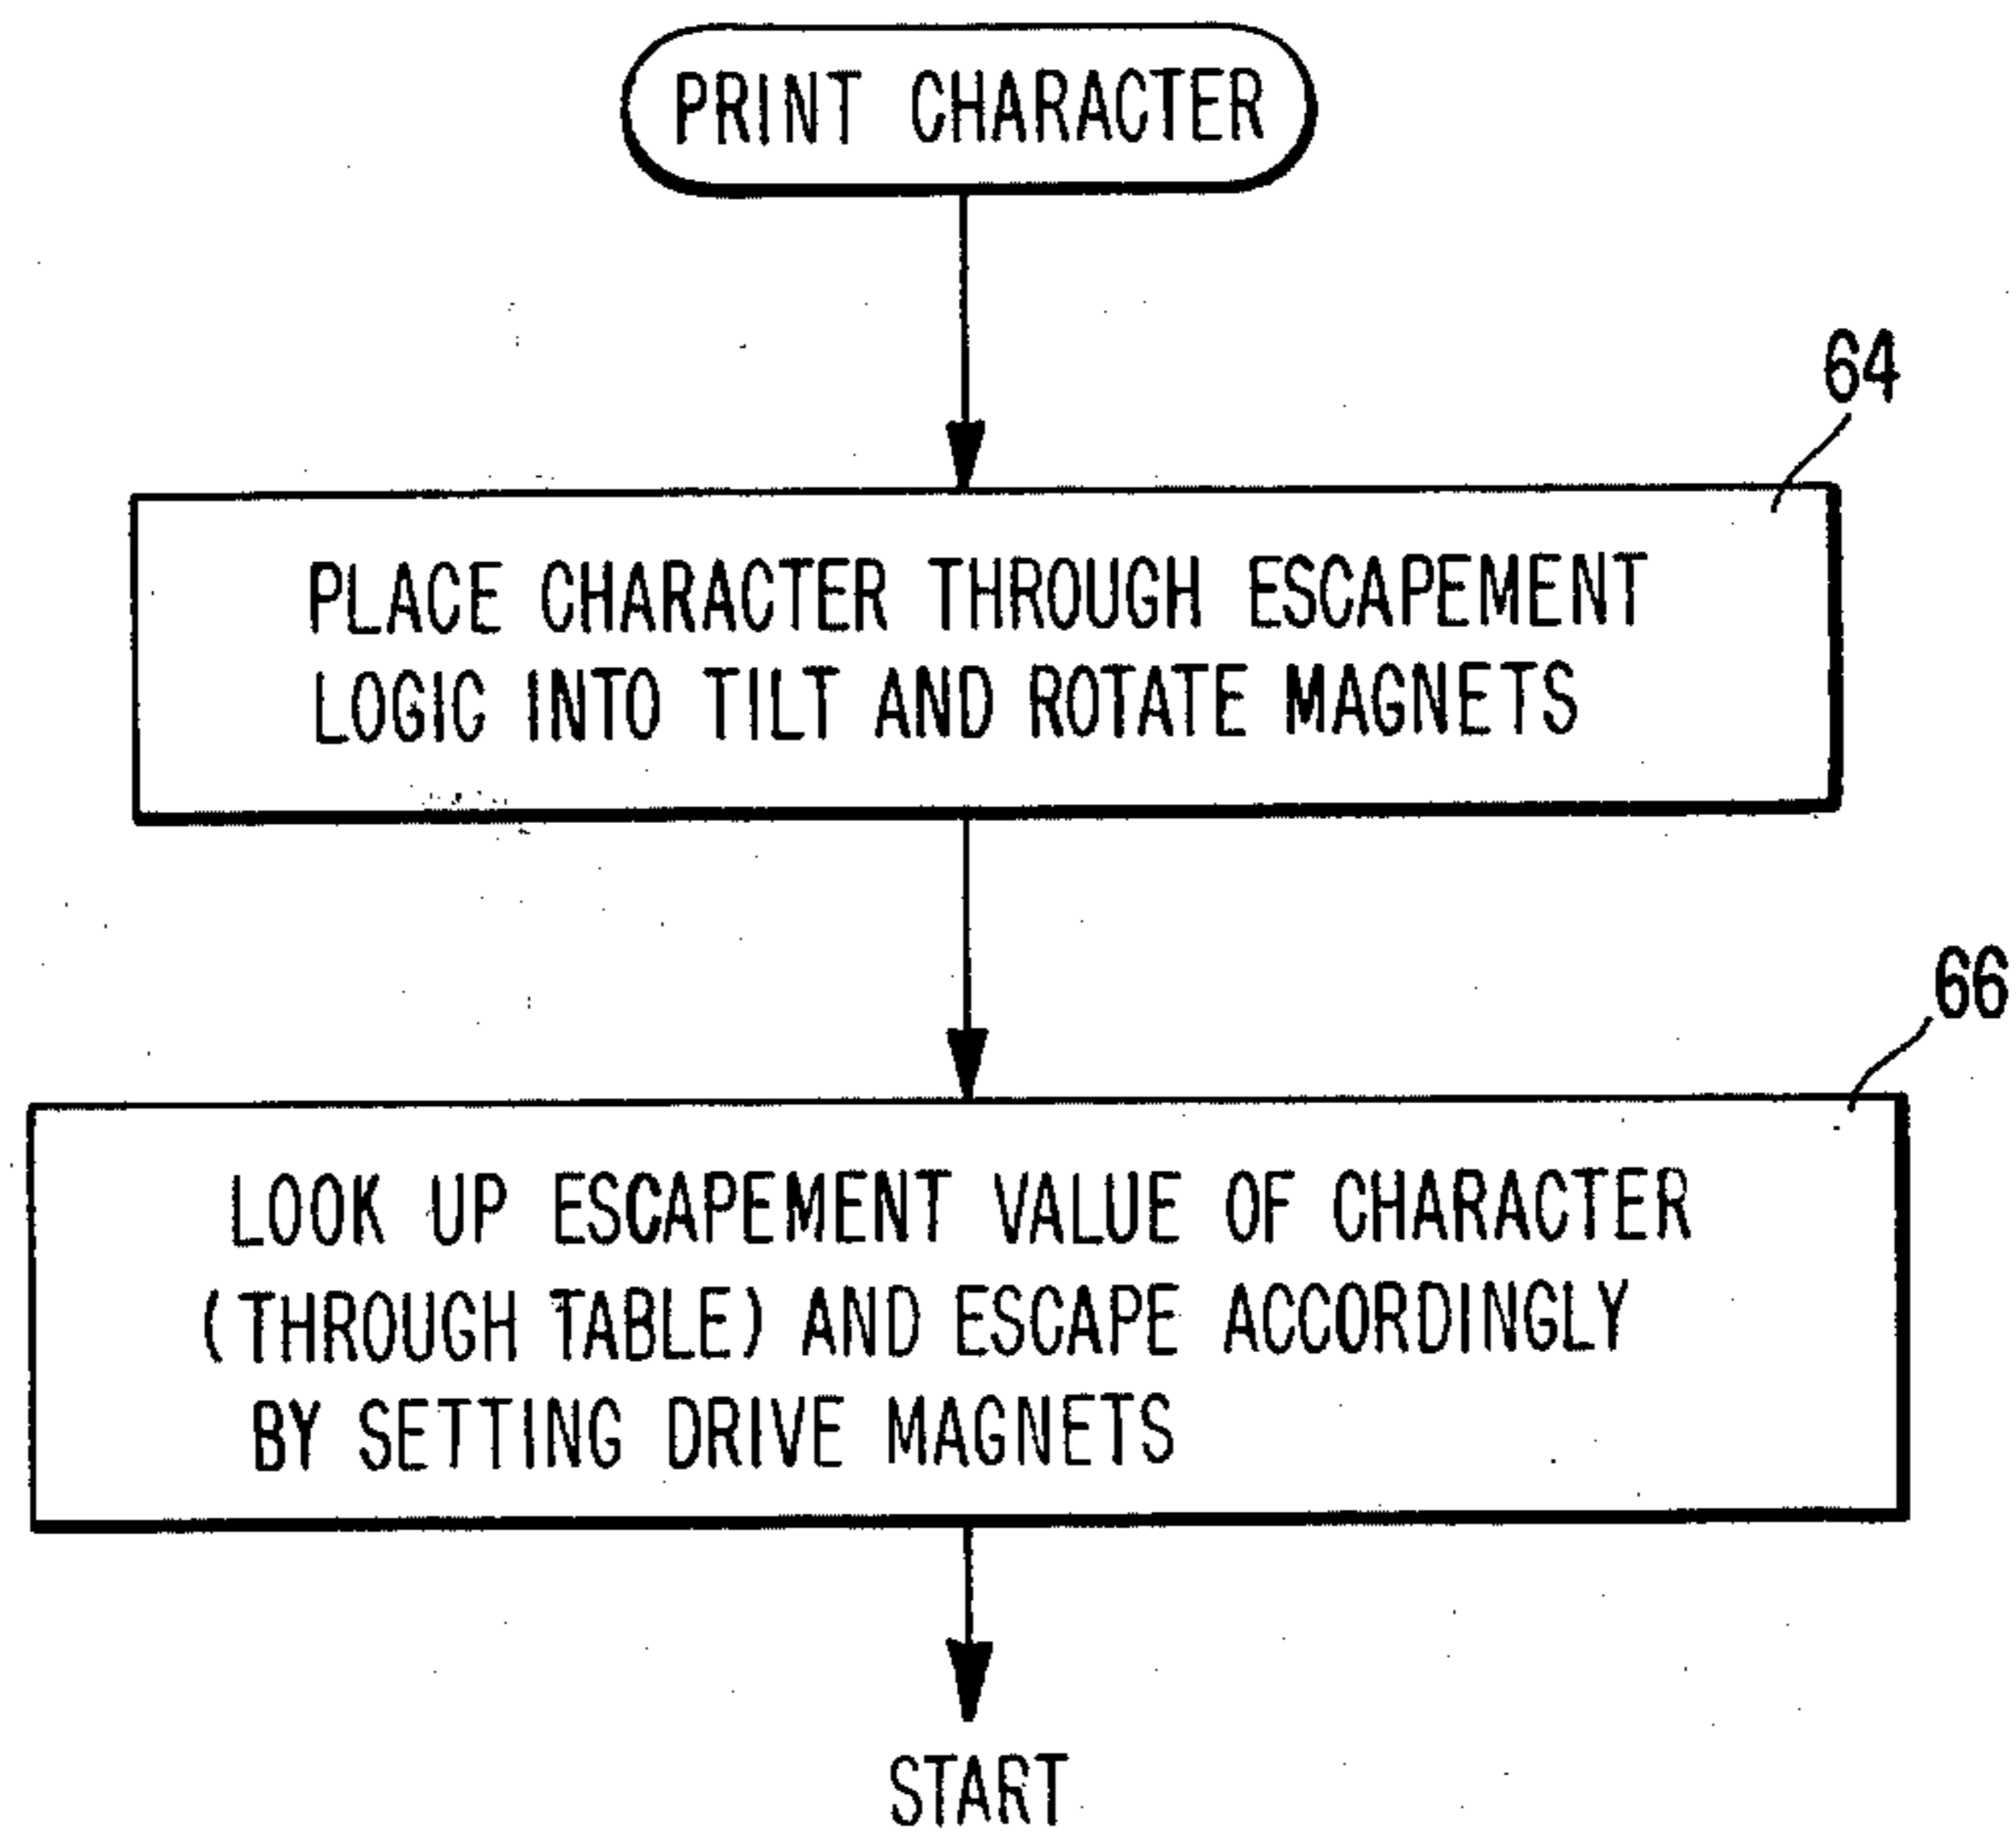 PRINT CHARACTER
64
PLACE CHARACTER THROUGH ESCAPEMENT
LOGIC INTO TILT AND ROTATE MAGNETS
66
LOOK UP ESCAPEMENT VALUE OF CHARACTER
(THROUGH TABLE) AND ESCAPE ACCORDINGLY
BY SETTING DRIVE MAGNETS
START